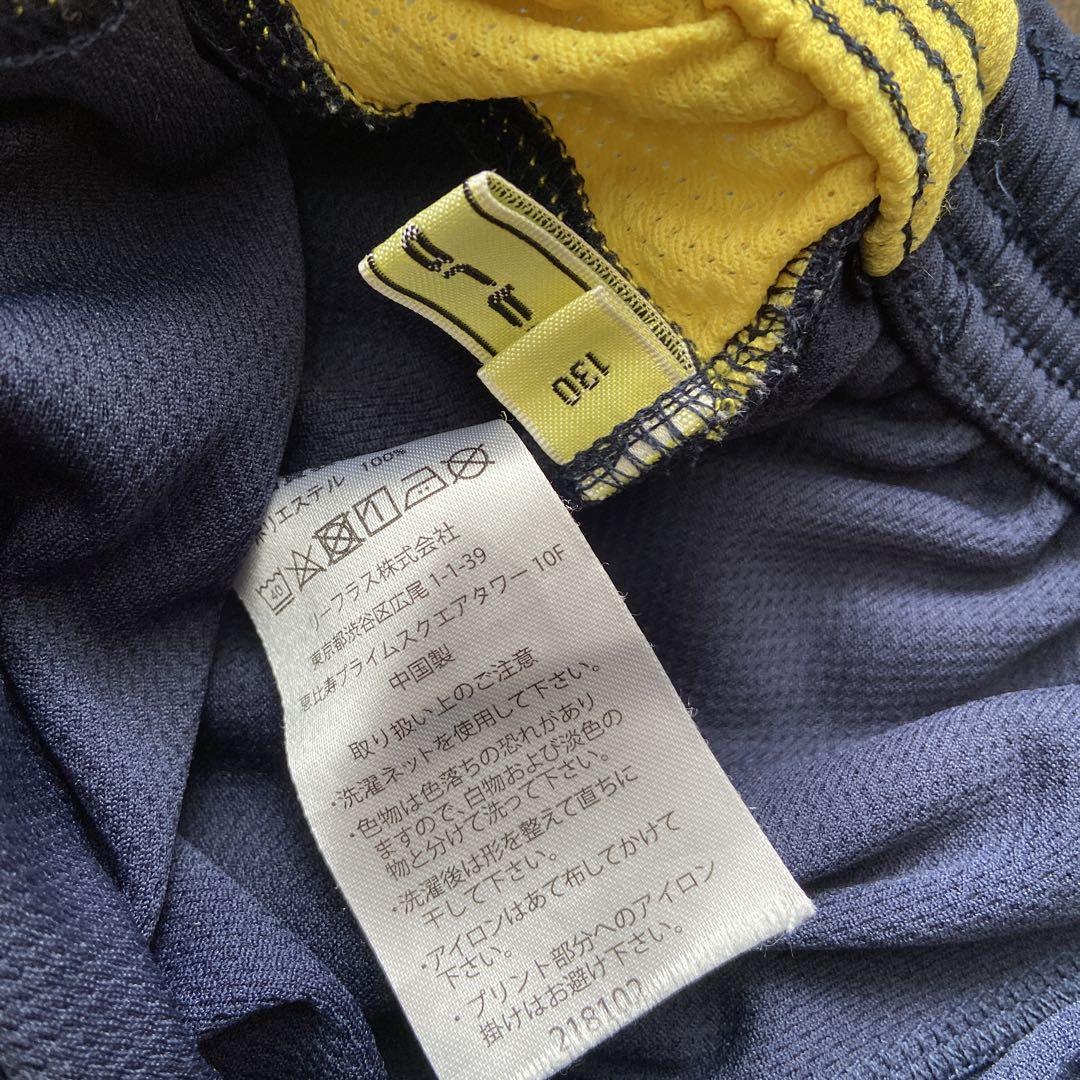 130
100%
リエステル
40
リーフラス株式会社
東京都渋谷区広尾 1-1-39
恵比寿プライムスクエアタワー 10F
中国製
取り扱い上のご注意
・洗濯ネットを使用して下さい。
・色物は色落ちの恐れがあり
ますので、白物および淡色の
物と分けて洗って下さい。
・洗濯後は形を整えて直ちに
干して下さい。
・アイロンはあて布してかけて
下さい。
・プリント部分へのアイロン
掛けはお避け下さい。
218102